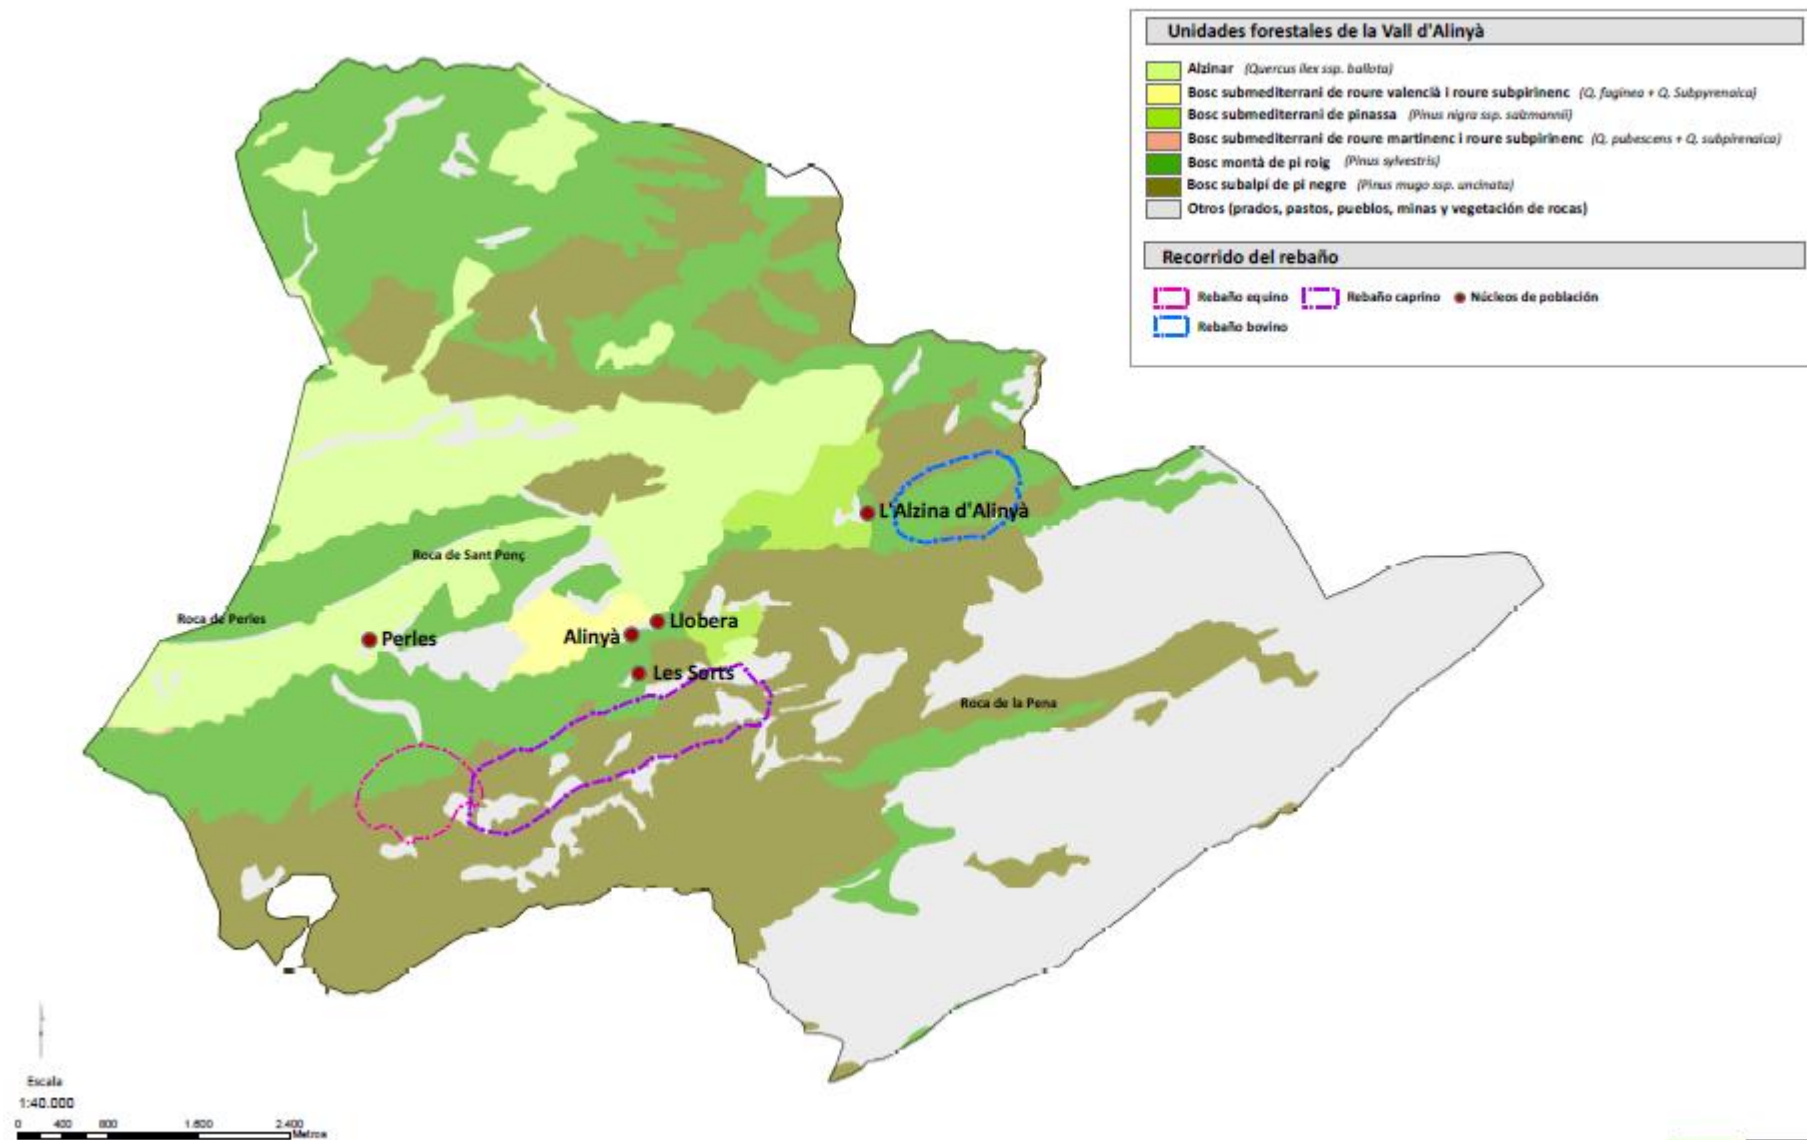 Unidades forestales de la Vall d'Alinyà
Alzinar (Quercus ilex ssp. ballota)
Bosc submediterrani de roure valencià i roure subpirinenc (Q. faginea + Q. Subpyrenaica)
Bosc submediterrani de pinassa (Pinus nigra ssp. salzmannii)
Bosc submediterrani de roure martinenc i roure subpirinenc (Q. pubescens + Q. subpirenaica)
Bosc montà de pi roig (Pinus sylvestris)
Bosc subalpí de pi negre (Pinus mugo ssp. uncinata)
Otros (prados, pastos, pueblos, minas y vegetación de rocas)
Recorrido del rebaño
Rebaño equino Rebaño caprino Núcleos de población
Rebaño bovino
L'Alzina d'Alinyà
Roca de Sant Ponç
Roca de Perles
Perles
Alinyà
Llobera
Les Sorts
Roca de la Pena
Escala
1:40.000
0 400 800 1.600 2.400
Metros